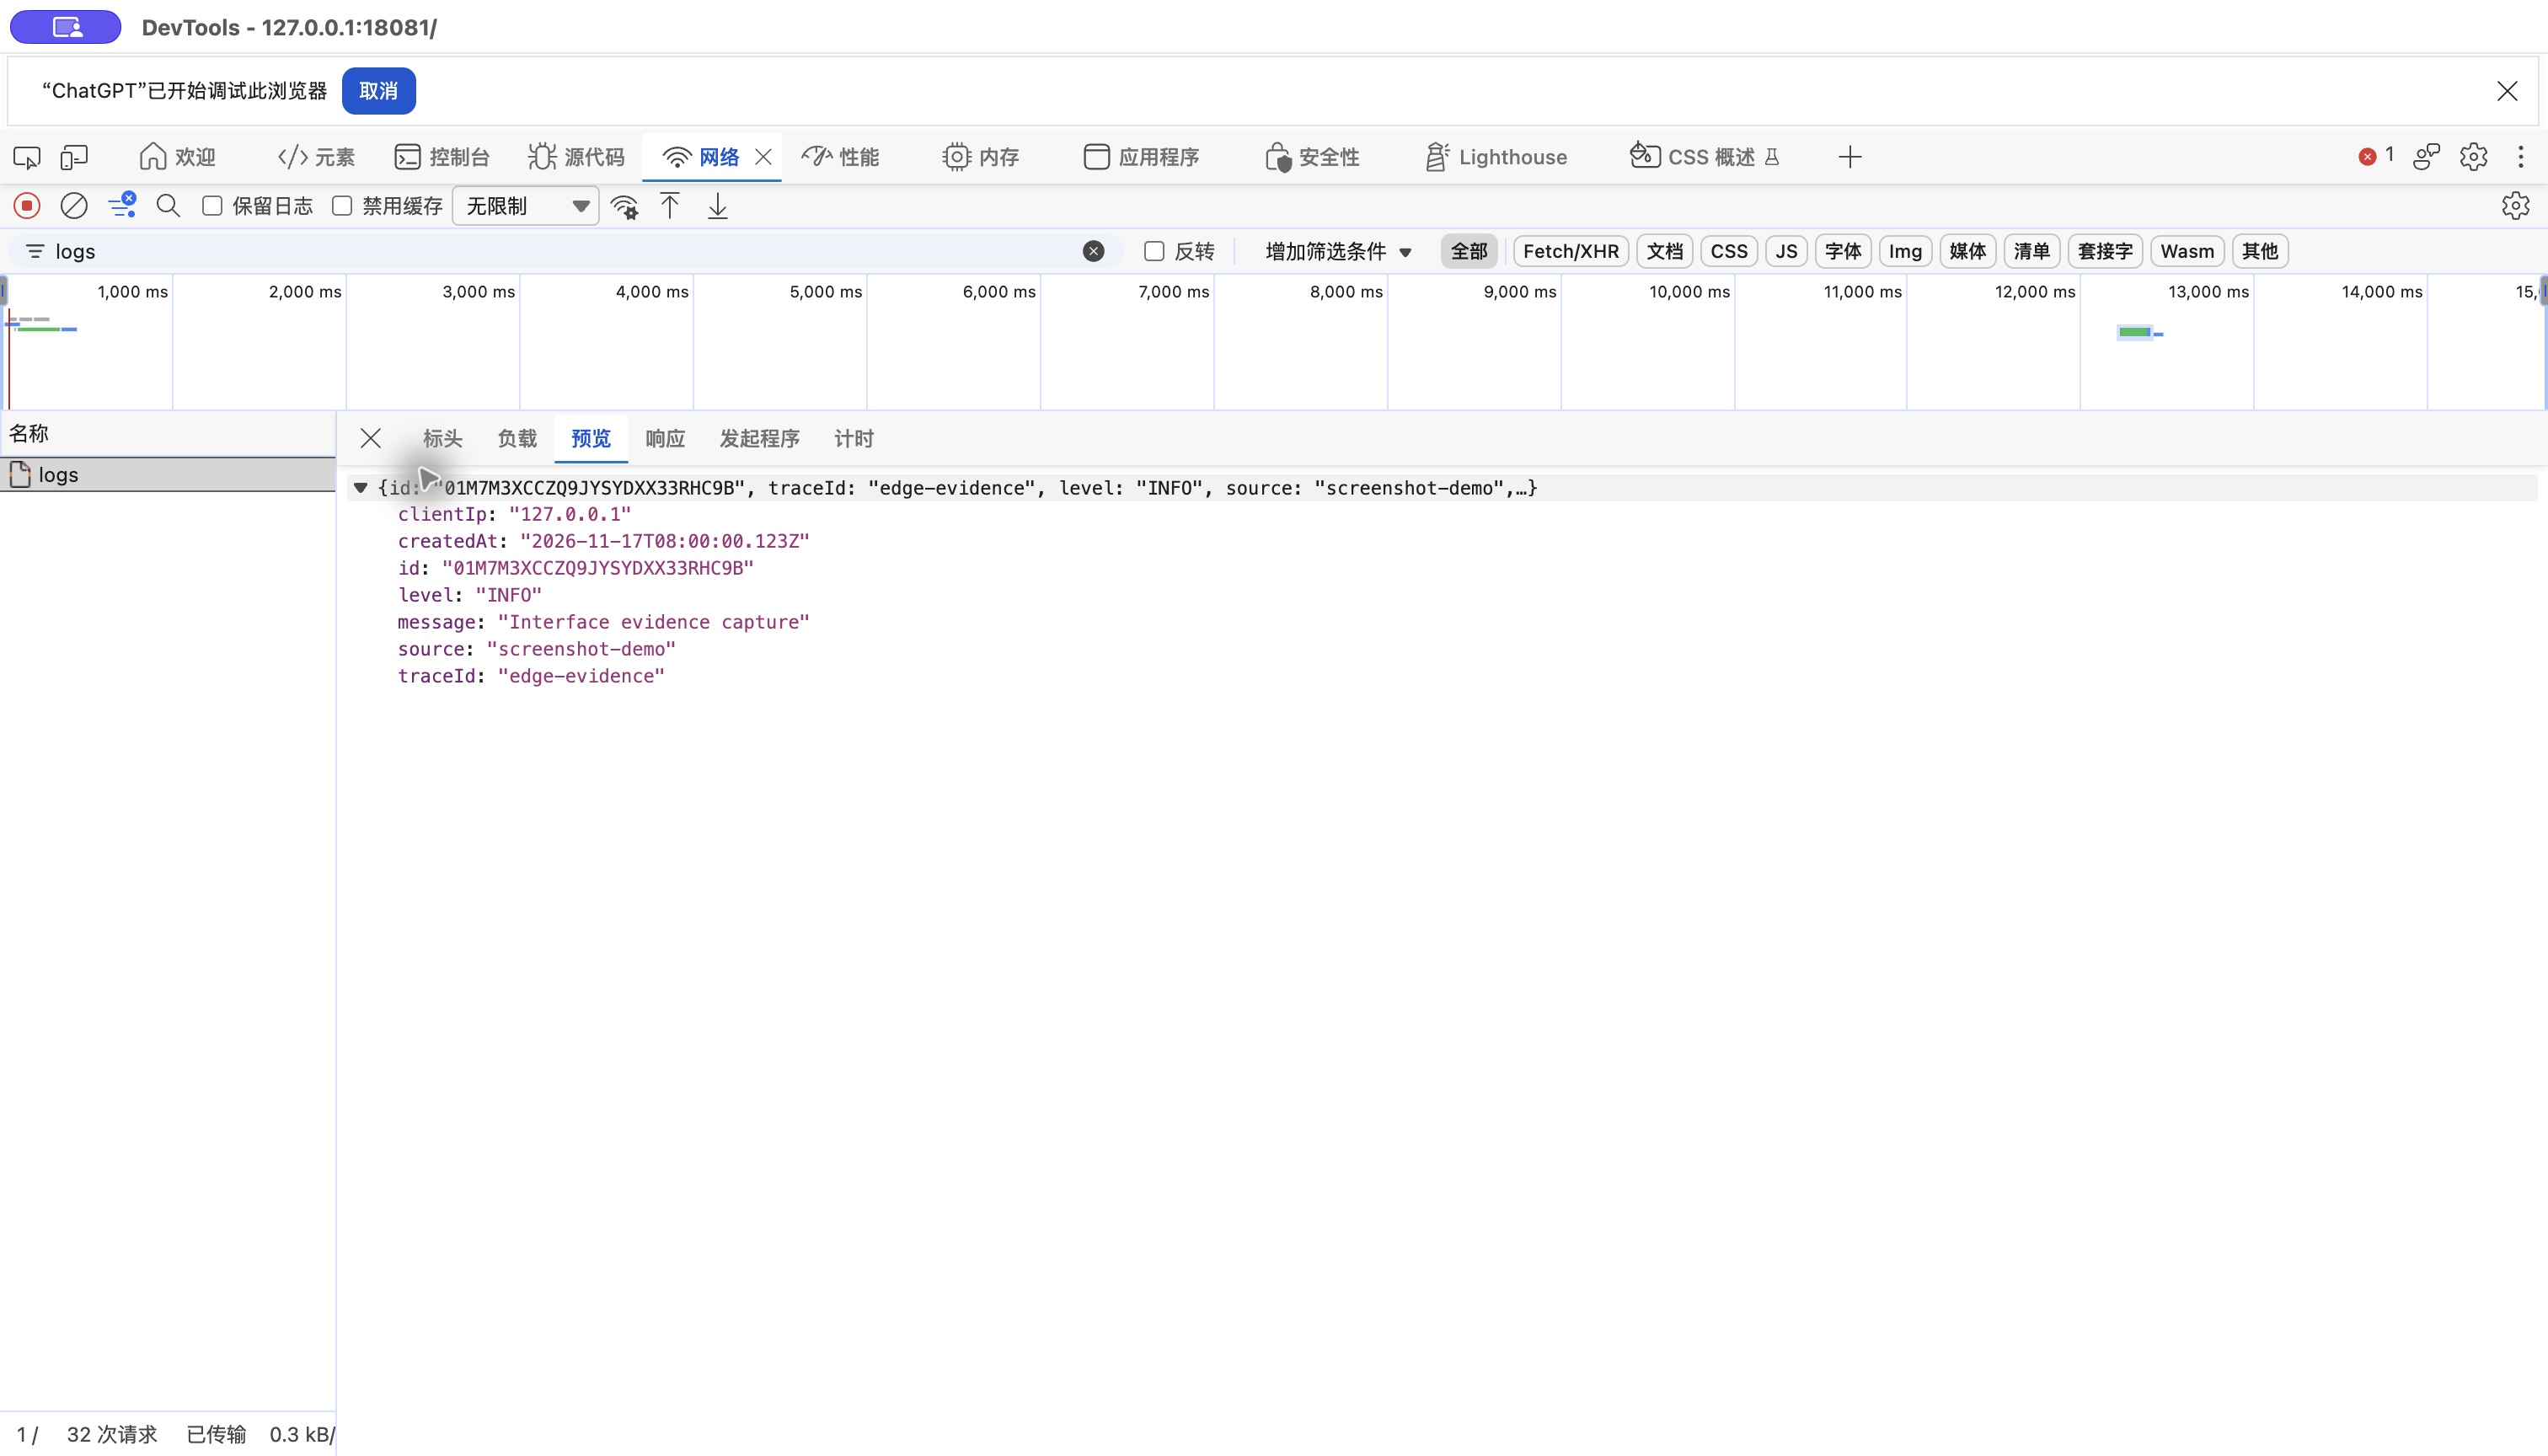 DevTools - 127.0.0.1:18081/
“ChatGPT”已开始调试此浏览器 取消
欢迎 </> 元素 控制台 源代码 网络 性能 内存 应用程序 安全性 Lighthouse CSS 概述 1
保留日志 禁用缓存 无限制
logs 反转 增加筛选条件 全部 Fetch/XHR 文档 CSS JS 字体 Img 媒体 清单 套接字 Wasm 其他
1,000 ms 2,000 ms 3,000 ms 4,000 ms 5,000 ms 6,000 ms 7,000 ms 8,000 ms 9,000 ms 10,000 ms 11,000 ms 12,000 ms 13,000 ms 14,000 ms 15,
名称
logs
标头 负载 预览 响应 发起程序 计时
{id: "01M7M3XCCZQ9JYSYDXX33RHC9B", traceId: "edge-evidence", level: "INFO", source: "screenshot-demo",…}
clientIp: "127.0.0.1"
createdAt: "2026-11-17T08:00:00.123Z"
id: "01M7M3XCCZQ9JYSYDXX33RHC9B"
level: "INFO"
message: "Interface evidence capture"
source: "screenshot-demo"
traceId: "edge-evidence"
1 / 32 次请求 已传输 0.3 kB/